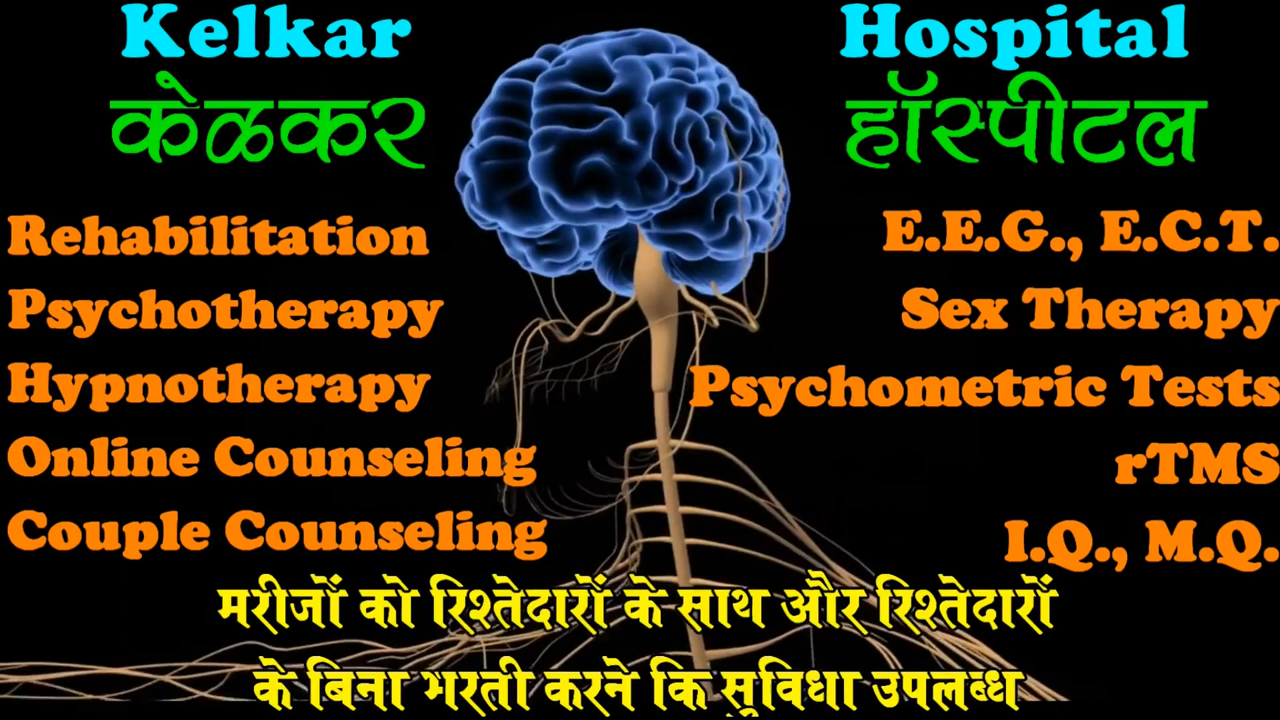 Kelkar Hospital
केळकर हॉस्पीटल
Rehabilitation
Psychotherapy
Hypnotherapy
Online Counseling
Couple Counseling
E.E.G., E.C.T.
Sex Therapy
Psychometric Tests
rTMS
I.Q., M.Q.
मरीजों को रिश्तेदारों के साथ और रिश्तेदारों
के बिना भरती करने कि सुविधा उपलब्ध